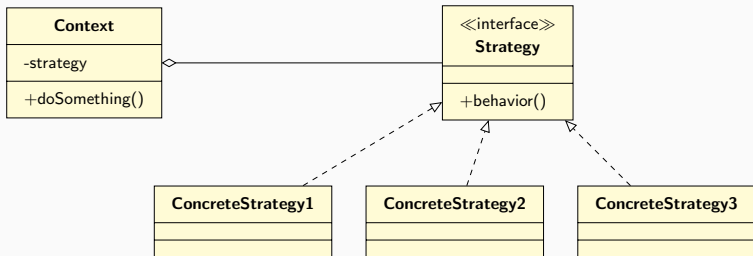 Context
-strategy
+doSomething()
≪interface≫
Strategy
+behavior()
ConcreteStrategy1
ConcreteStrategy2
ConcreteStrategy3